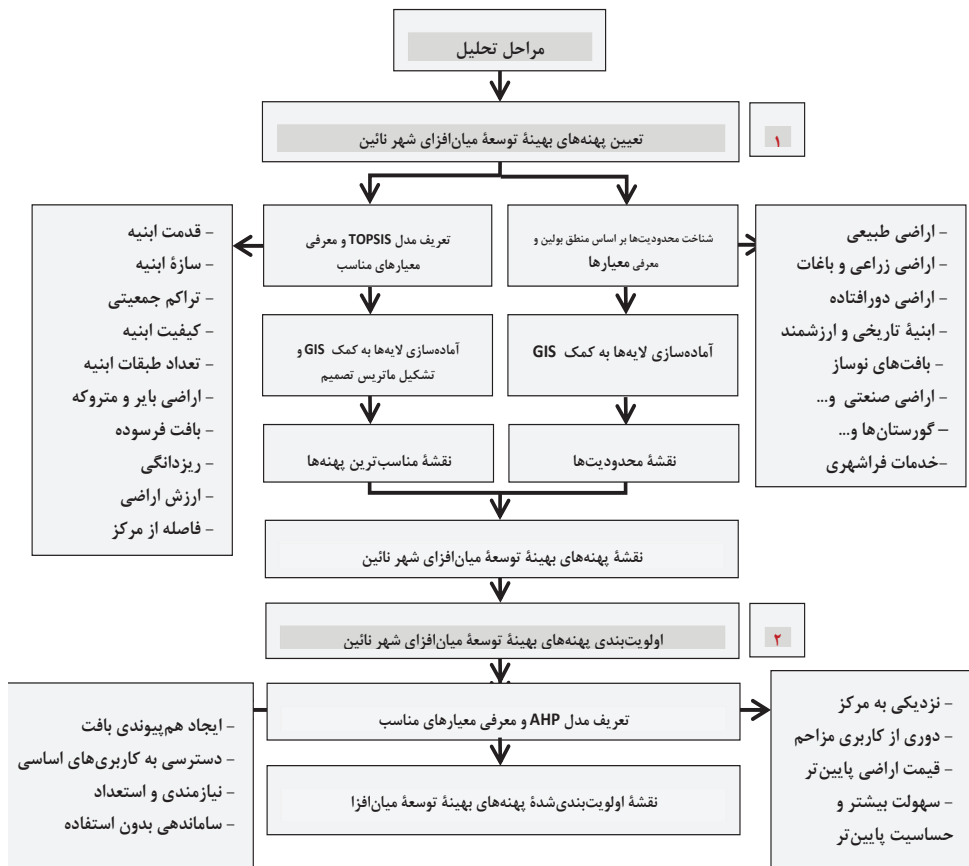 مراحل تحلیل
تعیین پهنه‌های بهینهٔ توسعهٔ میان‌افزای شهر نائین
۱
شناخت محدودیت‌ها بر اساس منطق بولین و
معرفی معیارها
تعریف مدل TOPSIS و معرفی
معیارهای مناسب
– اراضی طبیعی
– اراضی زراعی و باغات
– اراضی دورافتاده
– ابنیهٔ تاریخی و ارزشمند
– بافت‌های نوساز
– اراضی صنعتی و...
– گورستان‌ها و...
–خدمات فراشهری
– قدمت ابنیه
– سازهٔ ابنیه
– تراکم جمعیتی
– کیفیت ابنیه
– تعداد طبقات ابنیه
– اراضی بایر و متروکه
– بافت فرسوده
– ریزدانگی
– ارزش اراضی
– فاصله از مرکز
آماده‌سازی لایه‌ها به کمک GIS
آماده‌سازی لایه‌ها به کمک GIS و
تشکیل ماتریس تصمیم
نقشهٔ محدودیت‌ها
نقشهٔ مناسب‌ترین پهنه‌ها
نقشهٔ پهنه‌های بهینهٔ توسعهٔ میان‌افزای شهر نائین
اولویت‌بندی پهنه‌های بهینهٔ توسعهٔ میان‌افزای شهر نائین
۲
تعریف مدل AHP و معرفی معیارهای مناسب
– نزدیکی به مرکز
– دوری از کاربری مزاحم
– قیمت اراضی پایین‌تر
– سهولت بیشتر و
حساسیت پایین‌تر
– ایجاد هم‌پیوندی بافت
– دسترسی به کاربری‌های اساسی
– نیازمندی و استعداد
– ساماندهی بدون استفاده
نقشهٔ اولویت‌بندی‌شدهٔ پهنه‌های بهینهٔ توسعهٔ میان‌افزا